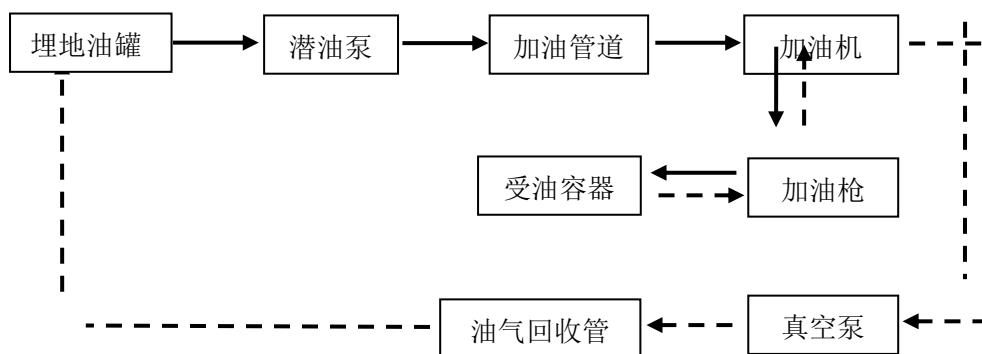 埋地油罐
潜油泵
加油管道
加油机
受油容器
加油枪
油气回收管
真空泵